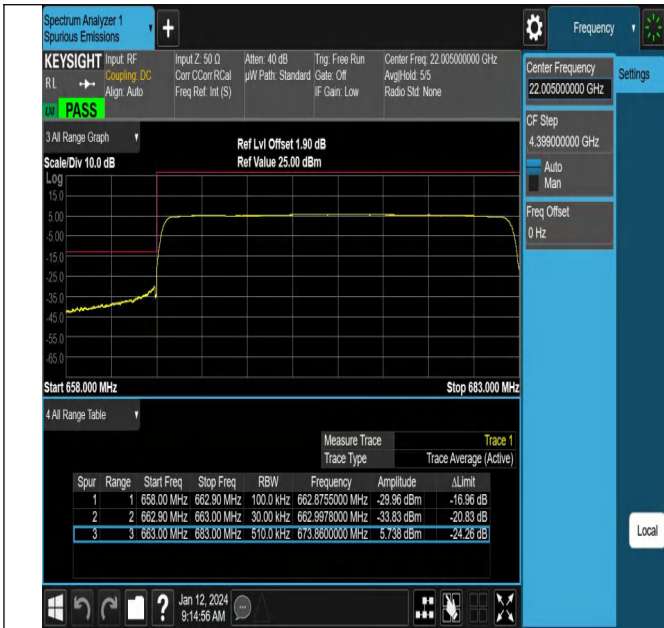 Spectrum Analyzer 1
Spurious Emissions
+
Frequency
KEYSIGHT
RL
Input: RF
Coupling: DC
Align: Auto
Input Z: 50 Ω
Corr CCorr RCal
Freq Ref: Int (S)
Atten: 40 dB
µW Path: Standard
Trig: Free Run
Gate: Off
IF Gain: Low
Center Freq: 22.005000000 GHz
Avg|Hold: 5/5
Radio Std: None
PASS
Center Frequency
22.005000000 GHz
Settings
CF Step
4.399000000 GHz
Auto
Man
Freq Offset
0 Hz
3 All Range Graph
Scale/Div 10.0 dB
Ref Lvl Offset 1.90 dB
Ref Value 25.00 dBm
Log
15.0
5.00
-5.00
-15.0
-25.0
-35.0
-45.0
-55.0
-65.0
Start 658.000 MHz
Stop 683.000 MHz
4 All Range Table
Measure Trace Trace 1
Trace Type Trace Average (Active)
Spur Range Start Freq Stop Freq RBW Frequency Amplitude ΔLimit
1 1 658.00 MHz 662.90 MHz 100.0 kHz 662.8755000 MHz -29.96 dBm -16.96 dB
2 2 662.90 MHz 663.00 MHz 30.00 kHz 662.9978000 MHz -33.83 dBm -20.83 dB
3 3 663.00 MHz 683.00 MHz 510.0 kHz 673.8600000 MHz 5.738 dBm -24.26 dB
Local
?
Jan 12, 2024
9:14:56 AM